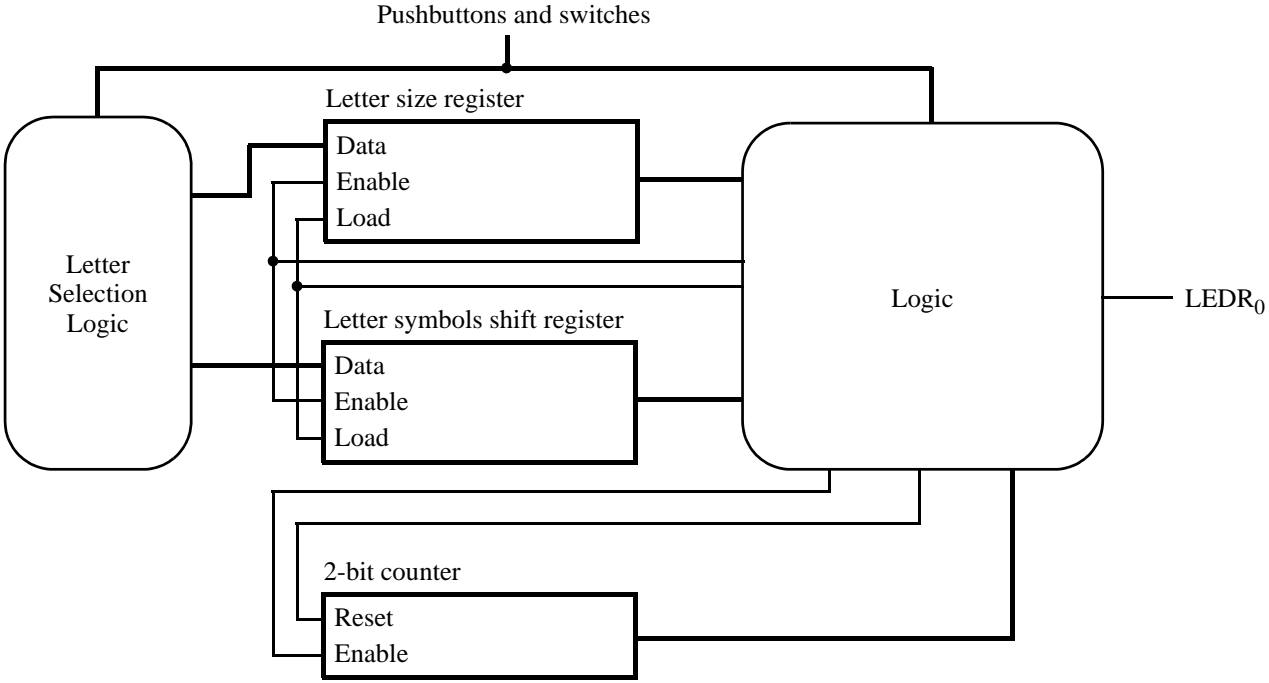 Pushbuttons and switches
Letter size register
Data
Enable
Load
Letter
Selection
Logic
Logic
LEDR0
Letter symbols shift register
Data
Enable
Load
2-bit counter
Reset
Enable